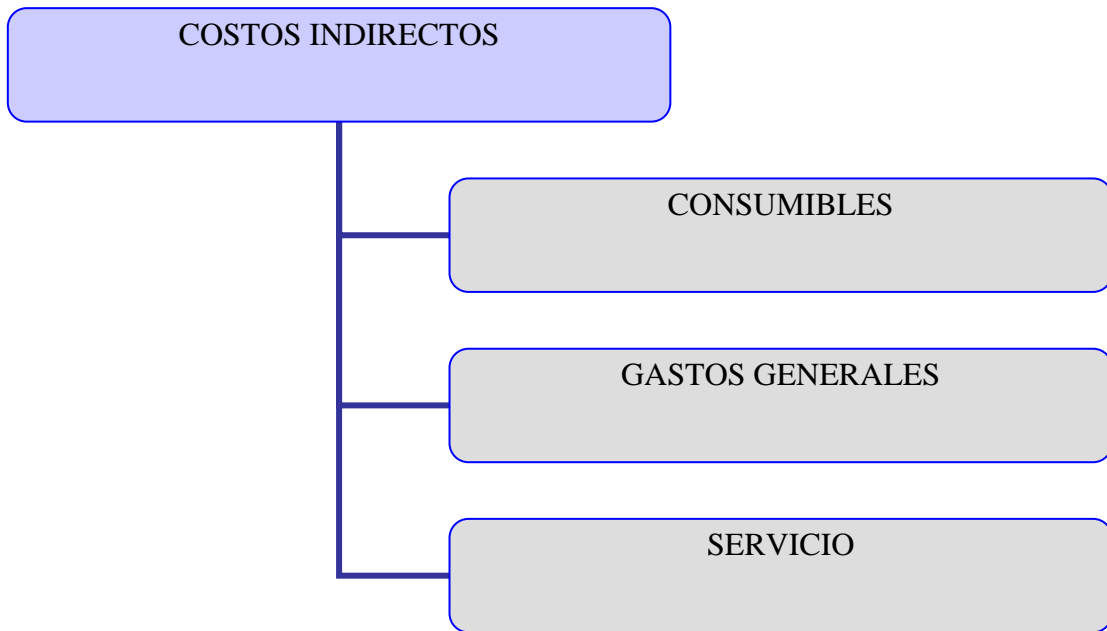 COSTOS INDIRECTOS
CONSUMIBLES
GASTOS GENERALES
SERVICIO